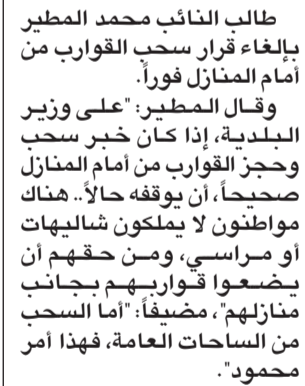 طالب النائب محمد المطير
بإلغاء قرار سحب القوارب من
أمام المنازل فوراً.
وقال المطير: "على وزير
البلدية، إذا كان خبر سحب
وحجز القوارب من أمام المنازل
صحيحاً، أن يوقفه حالاً.. هناك
مواطنون لا يملكون شاليهات
أو مراسي، ومن حقهم أن
يضعوا قواربهم بجانب
منازلهم"، مضيفاً: "أما السحب
من الساحات العامة، فهذا أمر
محمود".